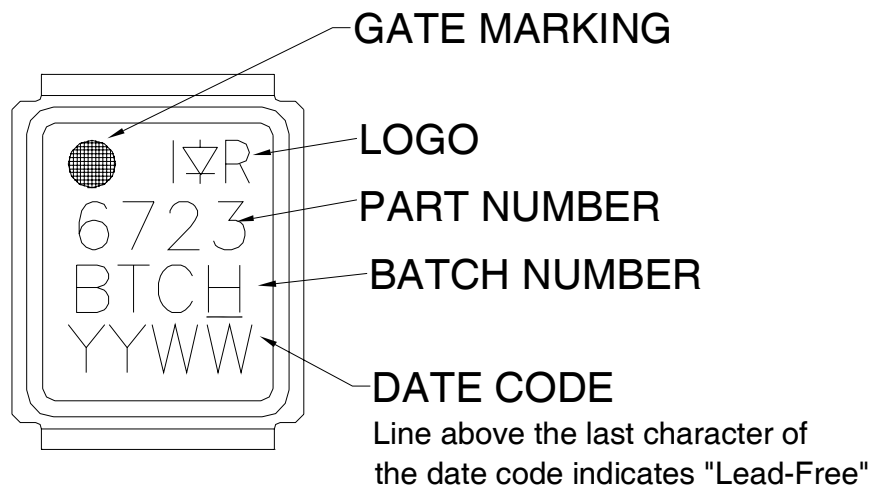 GATE MARKING
I R
LOGO
6723
PART NUMBER
BTCH
BATCH NUMBER
YYWW
DATE CODE
Line above the last character of
the date code indicates "Lead-Free"